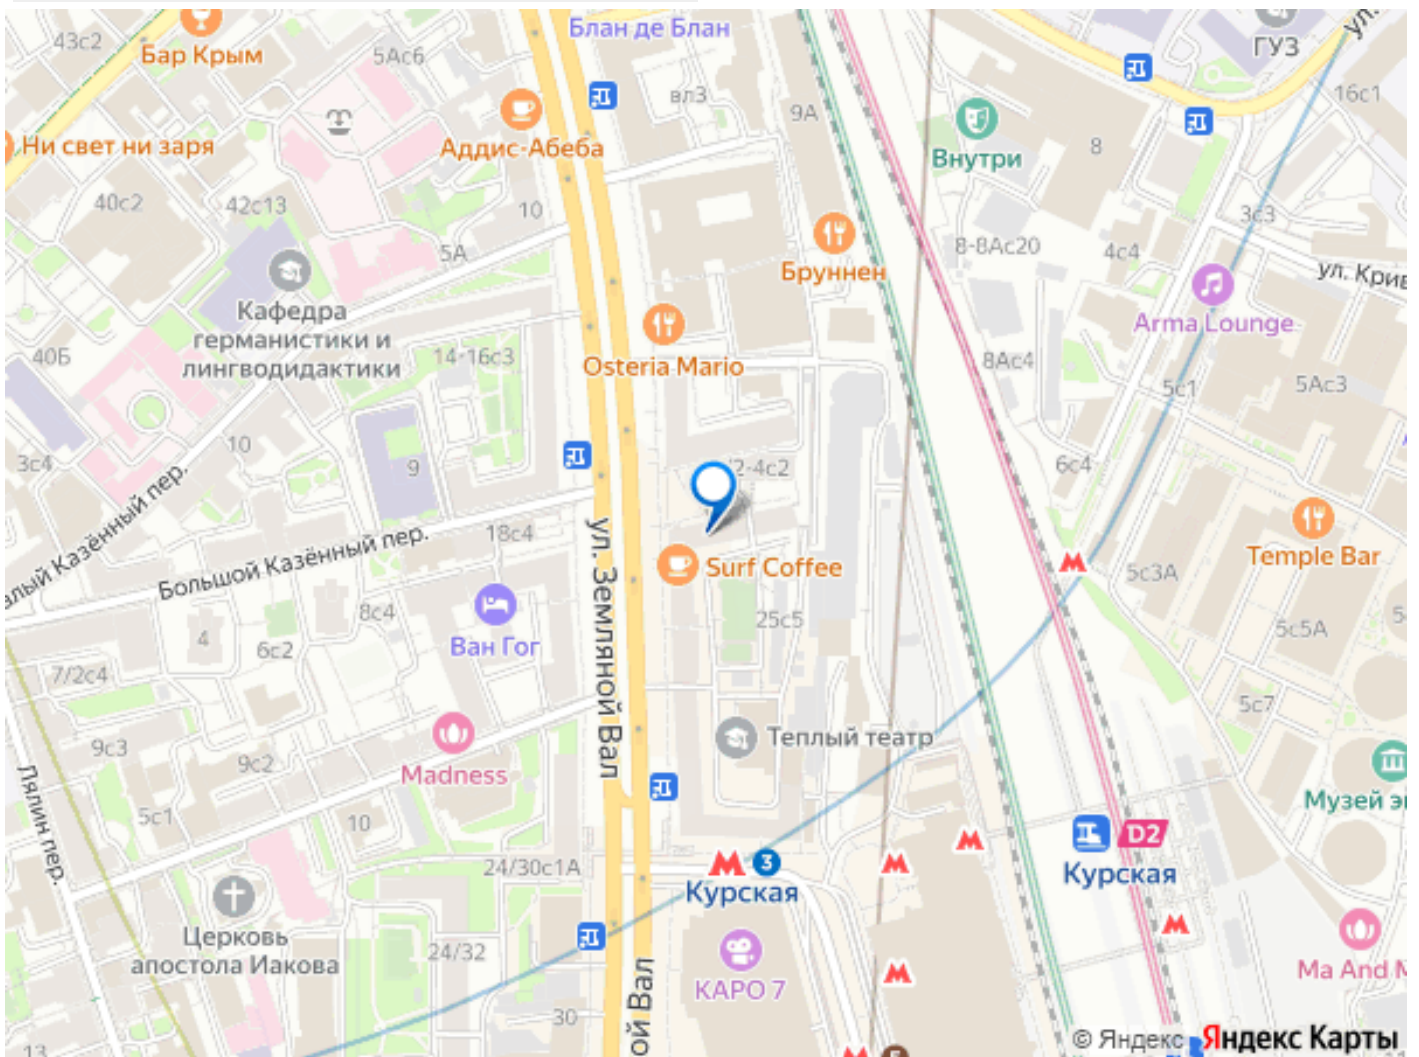 Блан де Блан
43с2
Бар Крым
5Ас6
ГУЗ
ул.
вл3
9А
16с1
Ни свет ни заря
Аддис-Абеба
Внутри
8
40с2
42с13
10
3с3
5А
8-8Ас20
4с4
Бруннен
ул. Крив
Кафедра
германистики и
лингводидактики
Arma Lounge
40Б
14-16с3
Osteria Mario
8Ас4
5с1
5Ас3
10
3с4
9
2-4с2
6с4
алый Казённый пер.
Большой Казённый пер.
18с4
ул. Земляной Вал
Surf Coffee
Temple Bar
5с3А
8с4
25с5
4
6с2
Ван Гог
5с5А
5-
7/2с4
5с7
9с3
9с2
Madness
Теплый театр
Музей э
Лялин пер.
5с1
10
D2
24/30с1А
3
Курская
Курская
Церковь
апостола Иакова
24/32
КАРО 7
Ma And M
ой Вал
30
13
© Яндекс
Яндекс Карты